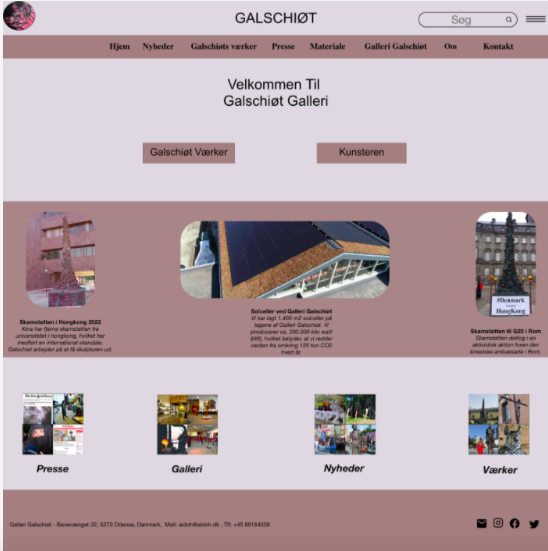 GALSCHIØT
Søg
Hjem Nyheder Galschiøts værker Presse Materiale Galleri Galschiøt Om Kontakt
Velkommen Til
Galschiøt Galleri
Galschiøt Værker Kunsteren
Skamstøtten i Hongkong 2022
Kina har fjerne skamstøtten fra
universitetet i hongkong, hvilket har
medført en international skandale.
Galschiøt arbejder på at få skulpturen ud.
Solceller ved Galleri Galschiøt
Vi har lagt 1.400 m2 solceller på
tagene af Galleri Galschiøt. Vi
producerer ca. 200.000 kilo watt
hvilket betyder, at vi redder
verden fra omkring 120 ton CO2
hvert år.
#Denmark
HongKong
Skamstøtten til G20 i Rom
Skamstøtten deltog i en
aktivistisk aktion foran den
kinesiske ambassade i Rom.
Presse Galleri Nyheder Værker
Galleri Galschiøt - Banevænget 22, 5270 Odense, Danmark, Mail: aidoh@aidoh.dk , Tlf: +45 66184058